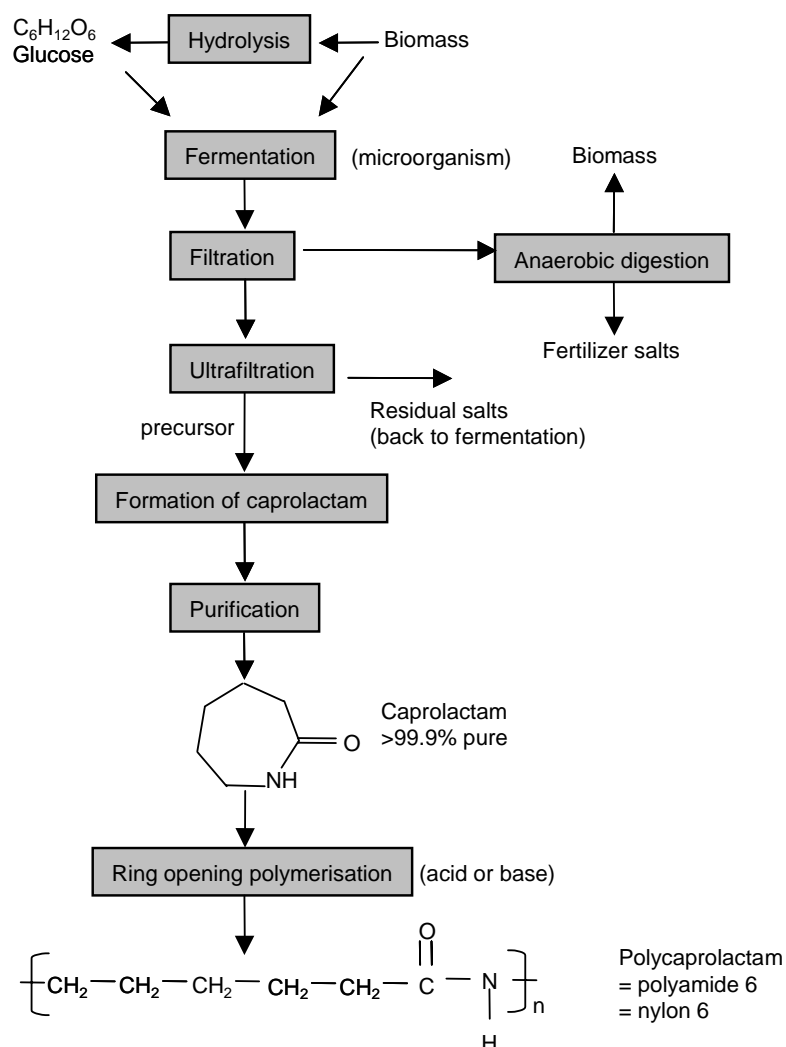 C6H12O6
Glucose
Hydrolysis
Biomass
Fermentation
(microorganism)
Biomass
Filtration
Anaerobic digestion
Fertilizer salts
Ultrafiltration
Residual salts
(back to fermentation)
precursor
Formation of caprolactam
Purification
Caprolactam
>99.9% pure
O
NH
Ring opening polymerisation
(acid or base)
O
CH2 CH2 CH2 CH2 CH2 C N
n
H
Polycaprolactam
= polyamide 6
= nylon 6